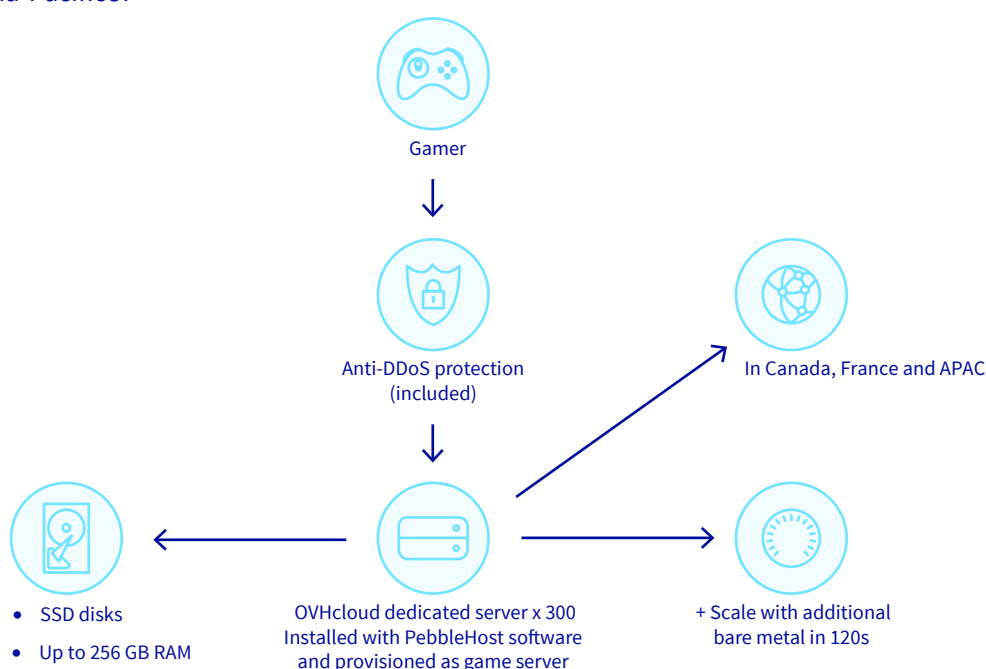 Gamer
Anti-DDoS protection
(included)
In Canada, France and APAC
• SSD disks
• Up to 256 GB RAM
OVHcloud dedicated server x 300
Installed with PebbleHost software
and provisioned as game server
+ Scale with additional
bare metal in 120s